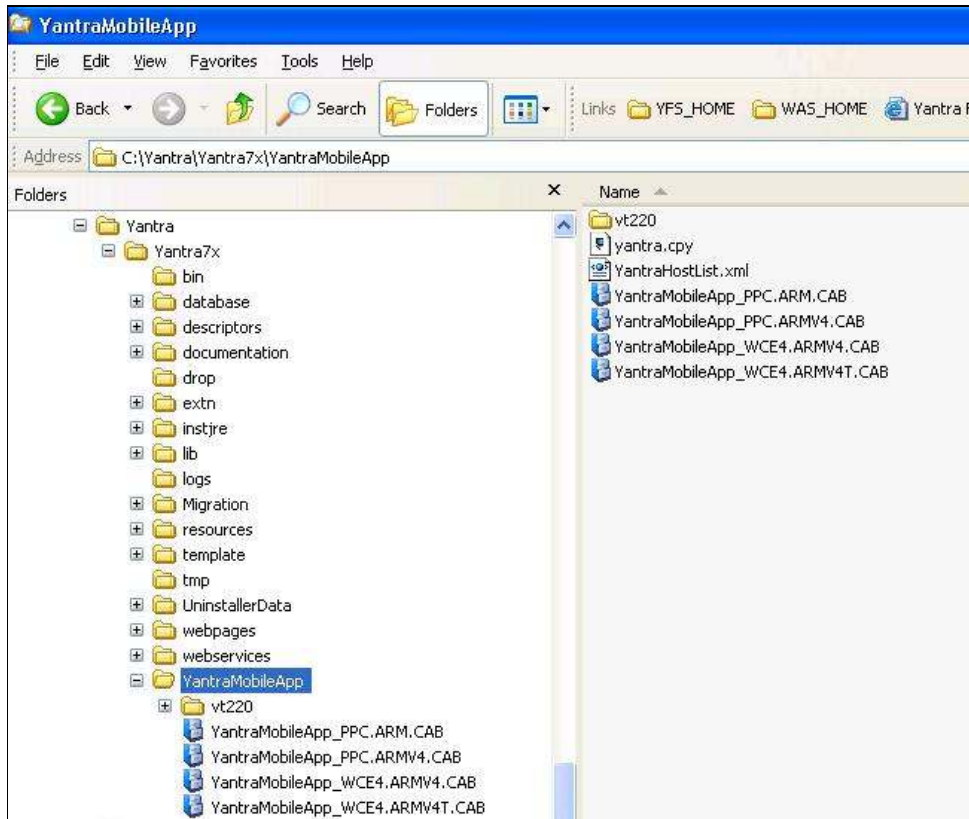 YantraMobileApp
File Edit View Favorites Tools Help
Back Search Folders Links YFS_HOME WAS_HOME Yantra
Address C:\Yantra\Yantra7x\YantraMobileApp
Folders x Name
Yantra
Yantra7x
bin
database
descriptors
documentation
drop
extn
instjre
lib
logs
Migration
resources
template
tmp
UninstallerData
webpages
webservices
YantraMobileApp
vt220
YantraMobileApp_PPC.ARM.CAB
YantraMobileApp_PPC.ARMV4.CAB
YantraMobileApp_WCE4.ARMV4.CAB
YantraMobileApp_WCE4.ARMV4T.CAB
vt220
yantra.cpy
YantraHostList.xml
YantraMobileApp_PPC.ARM.CAB
YantraMobileApp_PPC.ARMV4.CAB
YantraMobileApp_WCE4.ARMV4.CAB
YantraMobileApp_WCE4.ARMV4T.CAB